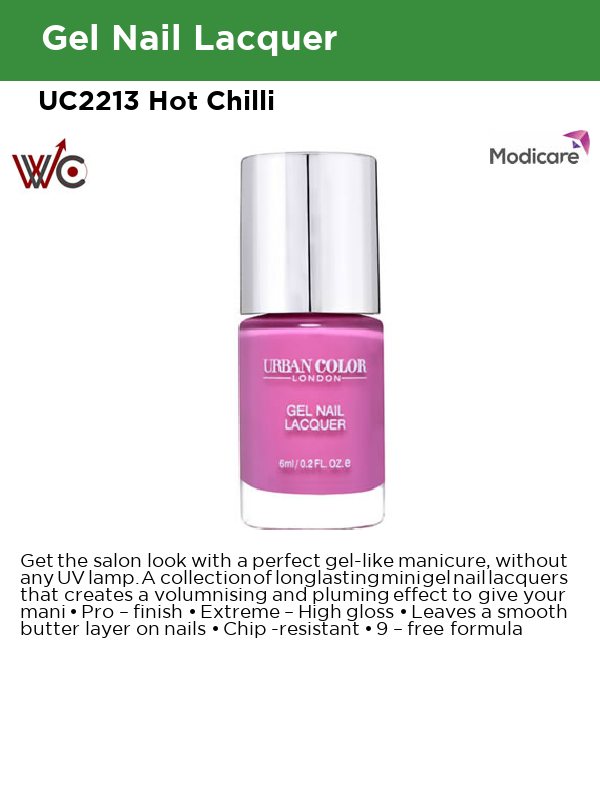 Gel Nail Lacquer
UC2213 Hot Chilli
WC
Modicare
URBAN COLOR
LONDON
GEL NAIL
LACQUER
6ml/0.2 FL. OZ. e
Get the salon look with a perfect gel-like manicure, without
any UV lamp. A collection of longlasting mini gel nail lacquers
that creates a volumnising and pluming effect to give your
mani • Pro – finish • Extreme – High gloss • Leaves a smooth
butter layer on nails • Chip -resistant • 9 – free formula